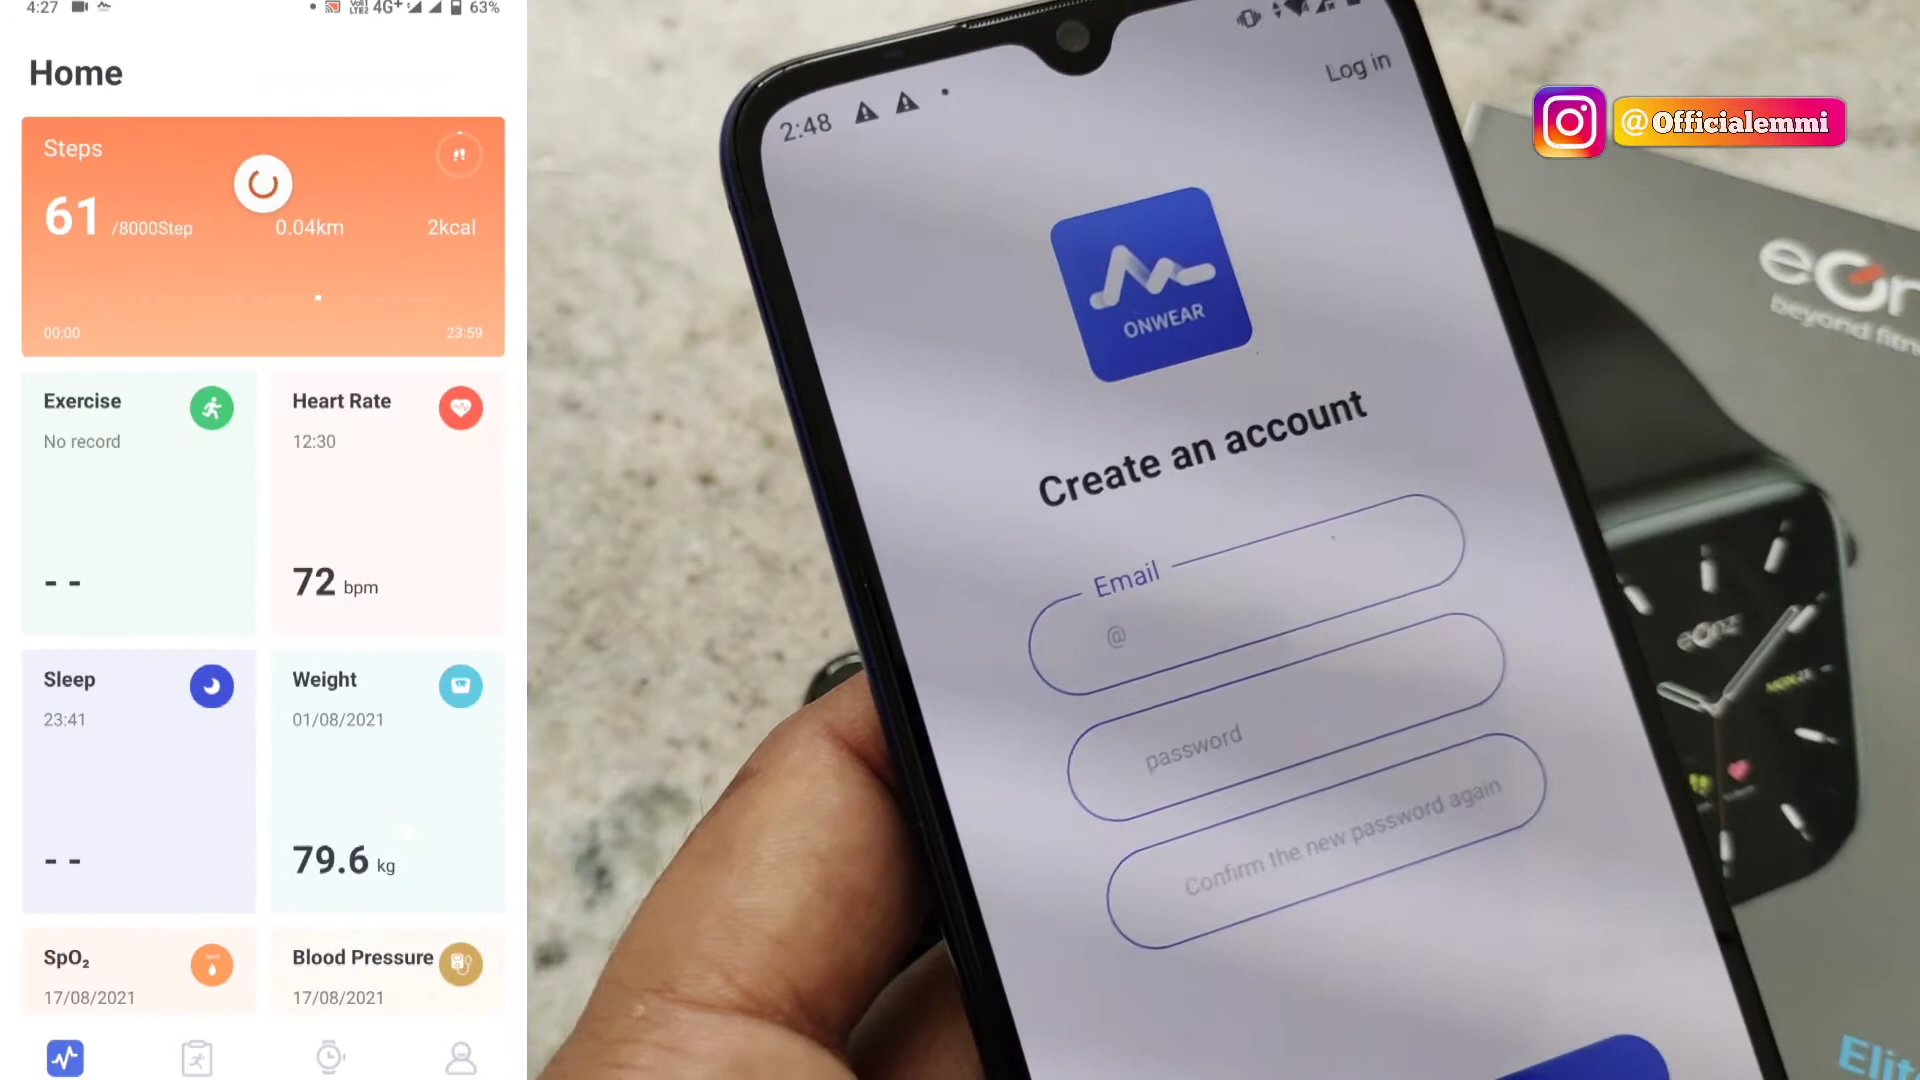 4:27
4G+
63%
Home
Steps
61 /8000Step
0.04km
2kcal
00:00
23:59
Exercise
No record
- -
Heart Rate
12:30
72 bpm
Sleep
23:41
- -
Weight
01/08/2021
79.6 kg
SpO₂
17/08/2021
Blood Pressure
17/08/2021
2:48
Log in
ONWEAR
Create an account
Email
@
password
Confirm the new password again
@Officialemmi
beyond
eOnz